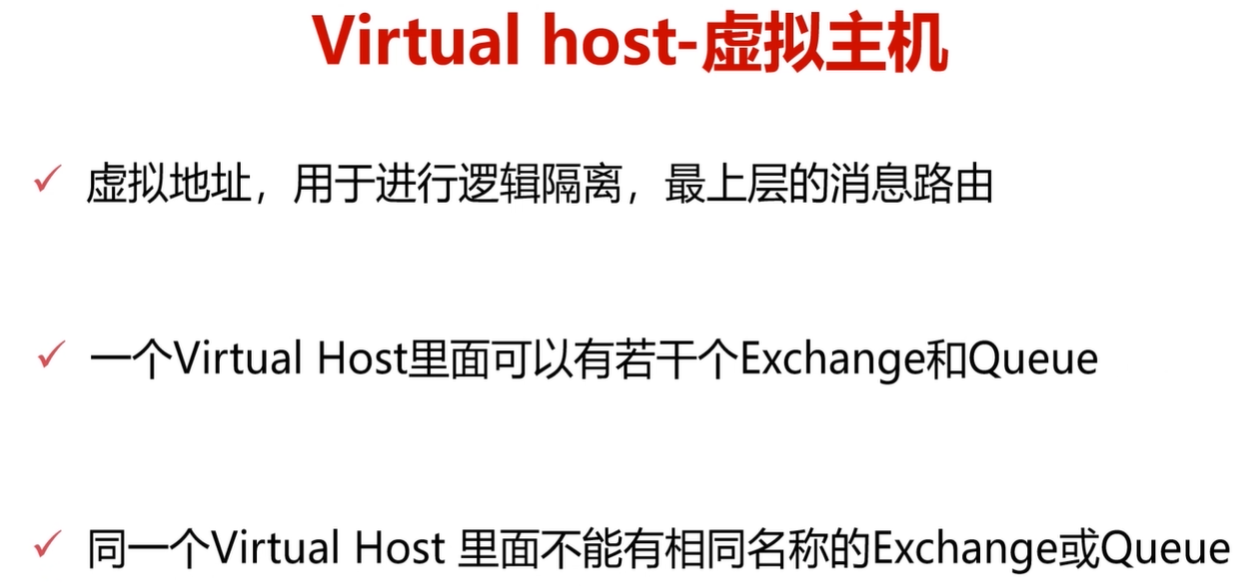 Virtual host-虚拟主机
✓ 虚拟地址，用于进行逻辑隔离，最上层的消息路由
✓ 一个Virtual Host里面可以有若干个Exchange和Queue
✓ 同一个Virtual Host 里面不能有相同名称的Exchange或Queue